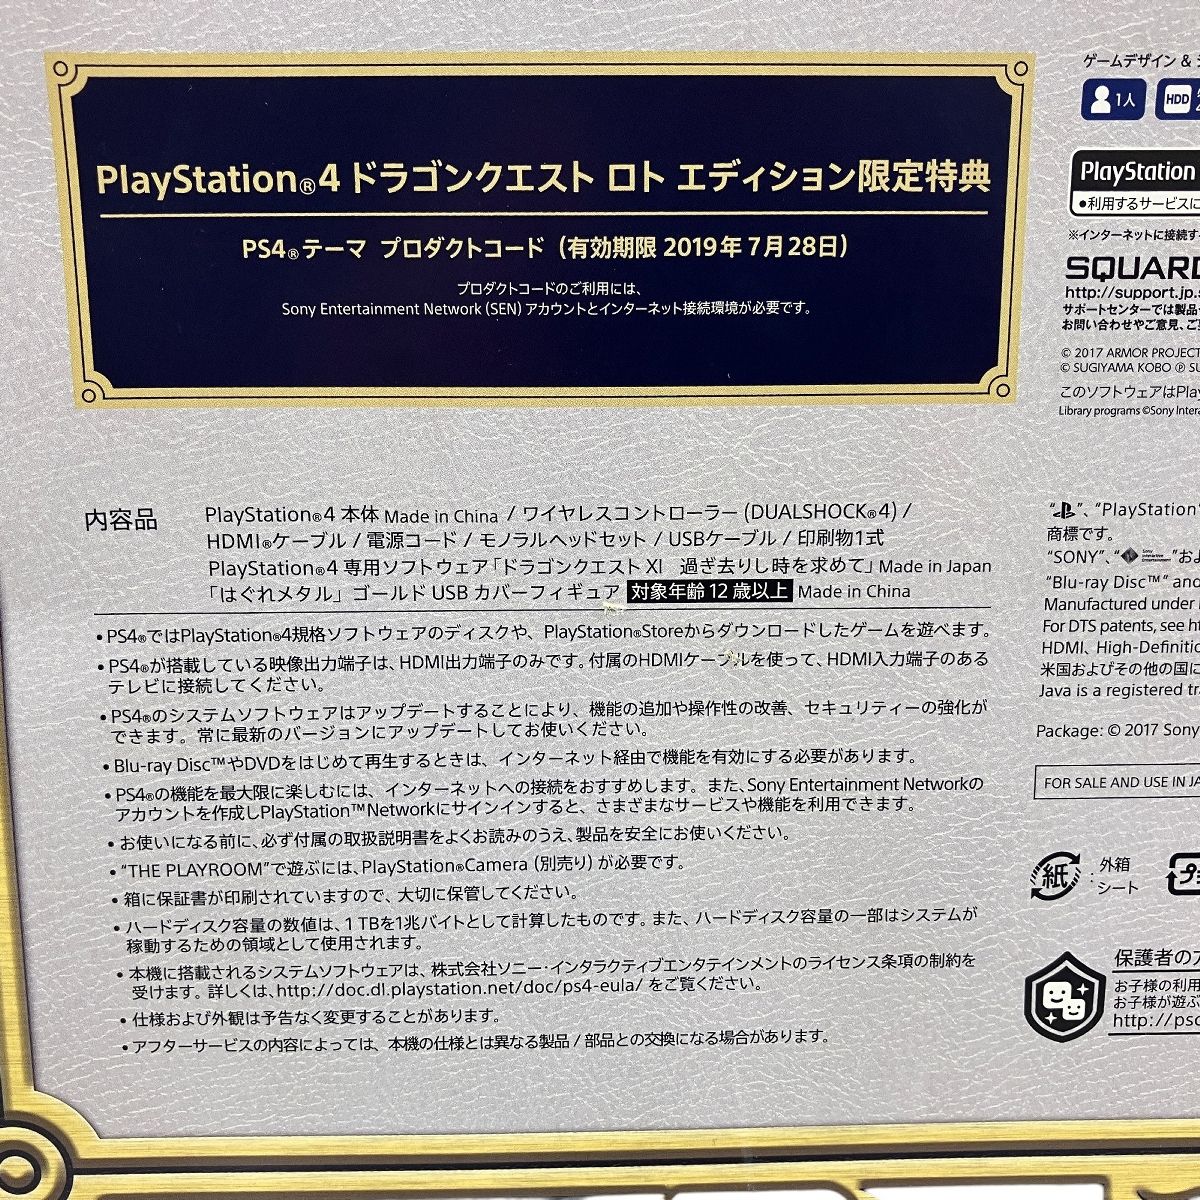 PlayStation®4 ドラゴンクエスト ロト エディション限定特典
PS4®テーマ プロダクトコード（有効期限 2019年7月28日）
プロダクトコードのご利用には、
Sony Entertainment Network（SEN）アカウントとインターネット接続環境が必要です。
内容品
PlayStation®4 本体 Made in China / ワイヤレスコントローラー（DUALSHOCK®4）/
HDMI®ケーブル / 電源コード / モノラルヘッドセット / USBケーブル / 印刷物1式
PlayStation®4 専用ソフトウェア「ドラゴンクエスト XI 過ぎ去りし時を求めて」Made in Japan
「はぐれメタル」ゴールド USB カバーフィギュア 対象年齢 12 歳以上 Made in China
•PS4®ではPlayStation®4規格ソフトウェアのディスクや、PlayStation®Storeからダウンロードしたゲームを遊べます。
•PS4®が搭載している映像出力端子は、HDMI出力端子のみです。付属のHDMIケーブルを使って、HDMI入力端子のある
テレビに接続してください。
•PS4®のシステムソフトウェアはアップデートすることにより、機能の追加や操作性の改善、セキュリティーの強化が
できます。常に最新のバージョンにアップデートしてお使いください。
•Blu-ray Disc™やDVDをはじめて再生するときは、インターネット経由で機能を有効にする必要があります。
•PS4®の機能を最大限に楽しむには、インターネットへの接続をおすすめします。また、Sony Entertainment Networkの
アカウントを作成しPlayStation™Networkにサインインすると、さまざまなサービスや機能を利用できます。
•お使いになる前に、必ず付属の取扱説明書をよくお読みのうえ、製品を安全にお使いください。
•“THE PLAYROOM”で遊ぶには、PlayStation®Camera（別売り）が必要です。
•箱に保証書が印刷されていますので、大切に保管してください。
•ハードディスク容量の数値は、1 TBを1兆バイトとして計算したものです。また、ハードディスク容量の一部はシステムが
稼動するための領域として使用されます。
•本機に搭載されるシステムソフトウェアは、株式会社ソニー・インタラクティブエンタテインメントのライセンス条項の制約を
受けます。詳しくは、http://doc.dl.playstation.net/doc/ps4-eula/ をご覧ください。
•仕様および外観は予告なく変更することがあります。
•アフターサービスの内容によっては、本機の仕様とは異なる製品 / 部品との交換になる場合があります。
ゲームデザイン &
1人
HDD
PlayStation
•利用するサービスに
※インターネットに接続す
SQUAR
http://support.jp.s
サポートセンターでは製品
お問い合わせやご意見、ご
© 2017 ARMOR PROJECT
© SUGIYAMA KOBO ℗ SU
このソフトウェアはPlay
Library programs ©Sony Intera
“”、“PlayStation”
商標です。
“SONY”、“”お
“Blu-ray Disc™” and
Manufactured under
For DTS patents, see ht
HDMI、High-Definitio
米国およびその他の国に
Java is a registered tr
Package: © 2017 Sony
FOR SALE AND USE IN JA
紙 : 外箱
シート
プ
保護者の
お子様の利用
お子様が遊ぶ
http://psc